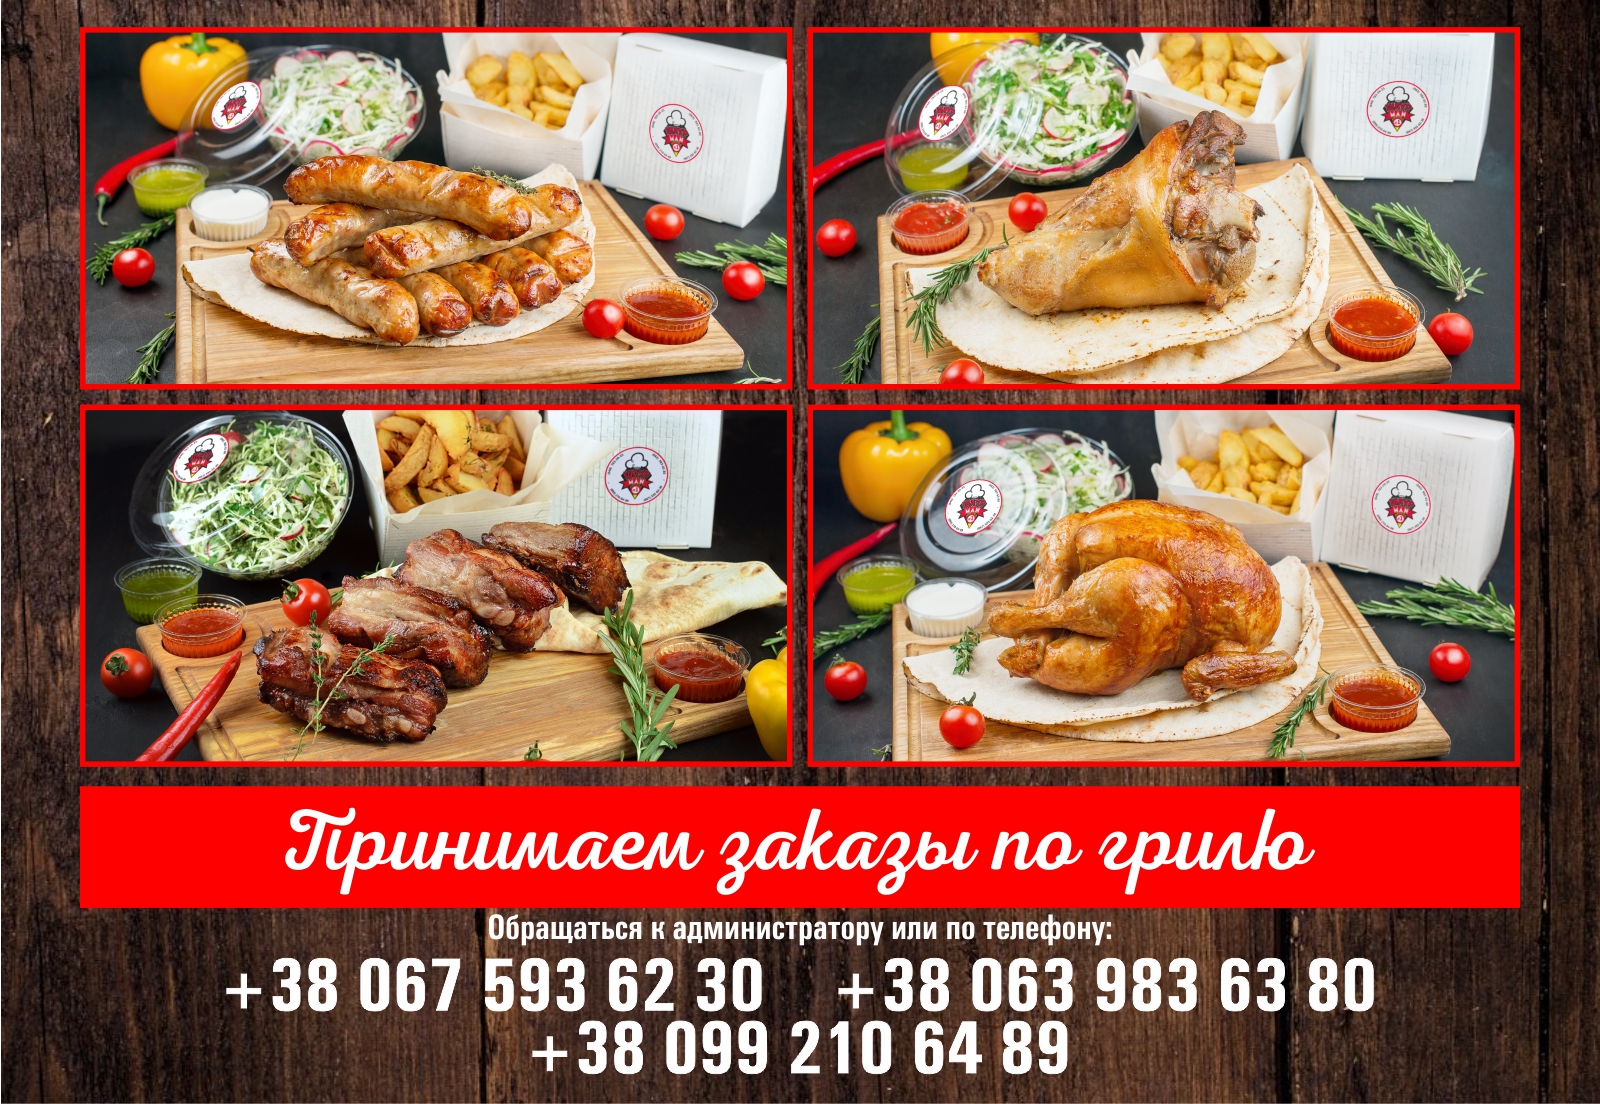 Принимаем заказы по грилю
Обращаться к администратору или по телефону:
+38 067 593 62 30 +38 063 983 63 80
+38 099 210 64 89